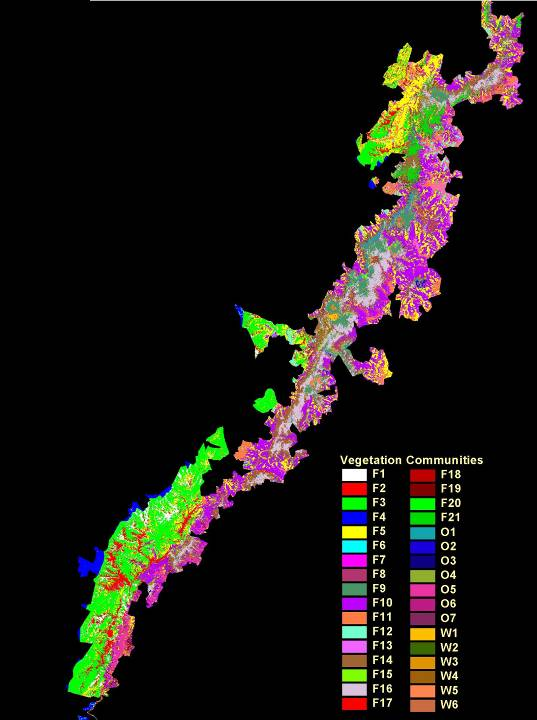 Vegetation Communities
F1 F18
F2 F19
F3 F20
F4 F21
F5 O1
F6 O2
F7 O3
F8 O4
F9 O5
F10 O6
F11 O7
F12 W1
F13 W2
F14 W3
F15 W4
F16 W5
F17 W6